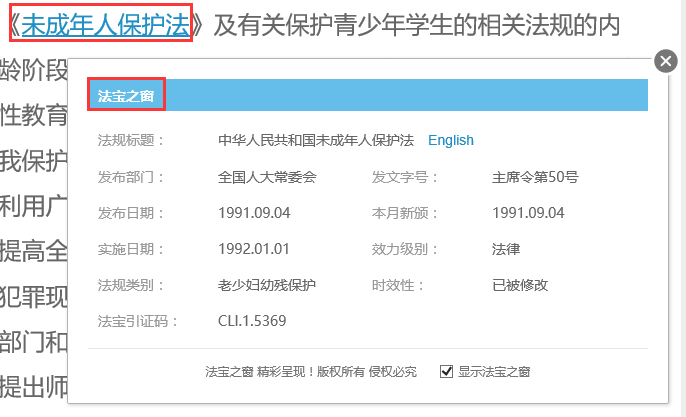 《未成年人保护法》及有关保护青少年学生的相关法规的内
龄阶段
法宝之窗
性教育
法规标题： 中华人民共和国未成年人保护法 English
我保护
发布部门： 全国人大常委会 发文字号： 主席令第50号
利用广
发布日期： 1991.09.04 本月新颁： 1991.09.04
提高全
实施日期： 1992.01.01 效力级别： 法律
犯罪现
法规类别： 老少妇幼残保护 时效性： 已被修改
法宝引证码： CLI.1.5369
部门和
法宝之窗 精彩呈现！版权所有 侵权必究 显示法宝之窗
提出师